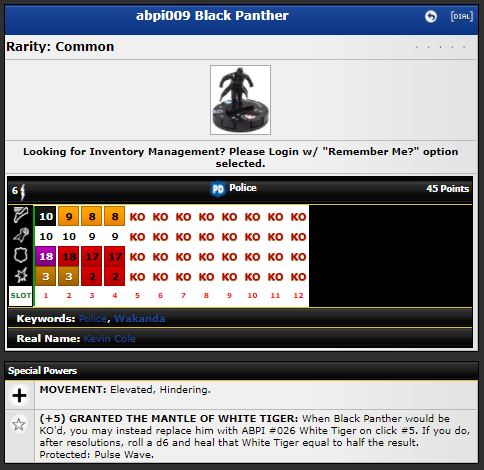 abpi009 Black Panther
[DIAL]
Rarity: Common
Looking for Inventory Management? Please Login w/ "Remember Me?" option
selected.
6 PD Police 45 Points
10 9 8 8 KO KO KO KO KO KO KO KO
10 10 9 9 KO KO KO KO KO KO KO KO
18 18 17 17 KO KO KO KO KO KO KO KO
3 3 2 2 KO KO KO KO KO KO KO KO
SLOT 1 2 3 4 5 6 7 8 9 10 11 12
Keywords: Police, Wakanda
Real Name: Kevin Cole
Special Powers
MOVEMENT: Elevated, Hindering.
(+5) GRANTED THE MANTLE OF WHITE TIGER: When Black Panther would be
KO'd, you may instead replace him with ABPI #026 White Tiger on click #5. If you do,
after resolutions, roll a d6 and heal that White Tiger equal to half the result.
Protected: Pulse Wave.